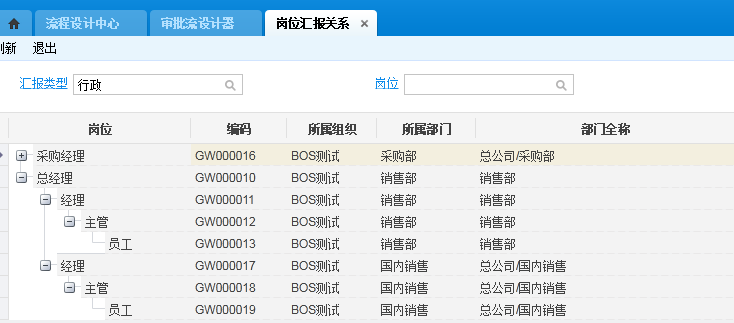 流程设计中心 审批流设计器 岗位汇报关系
刷新 退出
汇报类型 行政 岗位
岗位 编码 所属组织 所属部门 部门全称
采购经理 GW000016 BOS测试 采购部 总公司/采购部
总经理 GW000010 BOS测试 销售部 销售部
经理 GW000011 BOS测试 销售部 销售部
主管 GW000012 BOS测试 销售部 销售部
员工 GW000013 BOS测试 销售部 销售部
经理 GW000017 BOS测试 国内销售 总公司/国内销售
主管 GW000018 BOS测试 国内销售 总公司/国内销售
员工 GW000019 BOS测试 国内销售 总公司/国内销售